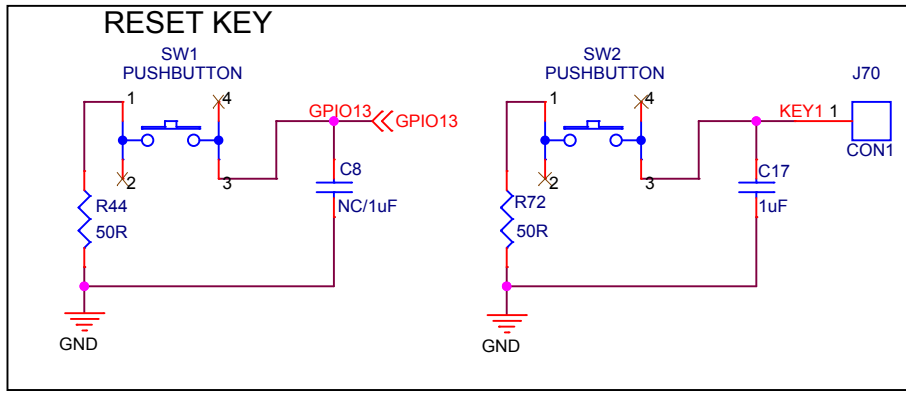 RESET KEY
SW1
PUSHBUTTON
1
4
2
3
GPIO13
GPIO13
C8
NC/1uF
R44
50R
GND
SW2
PUSHBUTTON
1
4
2
3
KEY1
1
J70
CON1
C17
1uF
R72
50R
GND